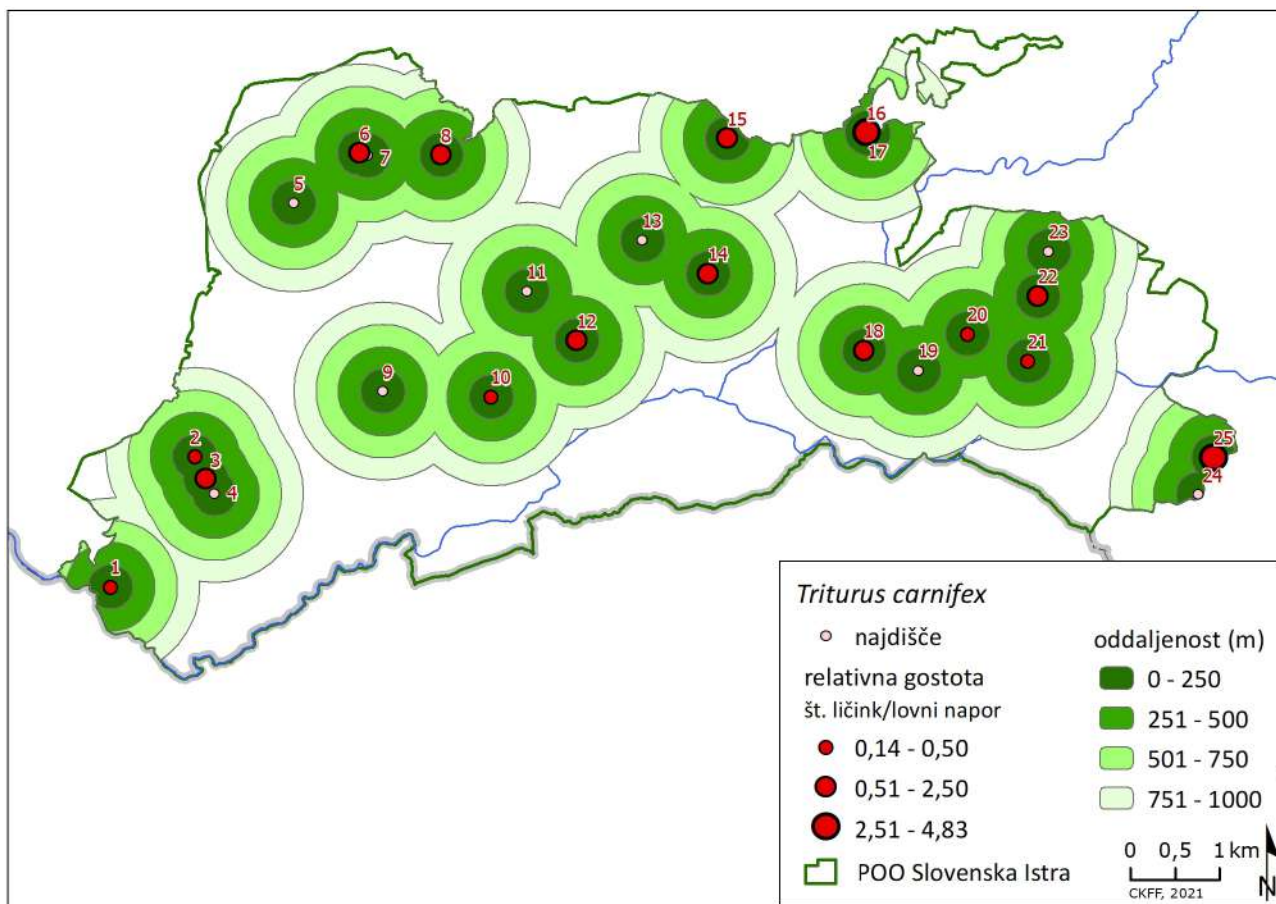 16
15
17
6
8
7
5
13
23
14
22
11
12
20
18
21
19
9
10
2
3
4
25
24
1
Triturus carnifex
najdišče
relativna gostota
št. ličink/lovni napor
0,14 - 0,50
0,51 - 2,50
2,51 - 4,83
POO Slovenska Istra
oddaljenost (m)
0 - 250
251 - 500
501 - 750
751 - 1000
0 0,5 1 km
CKFF, 2021
N